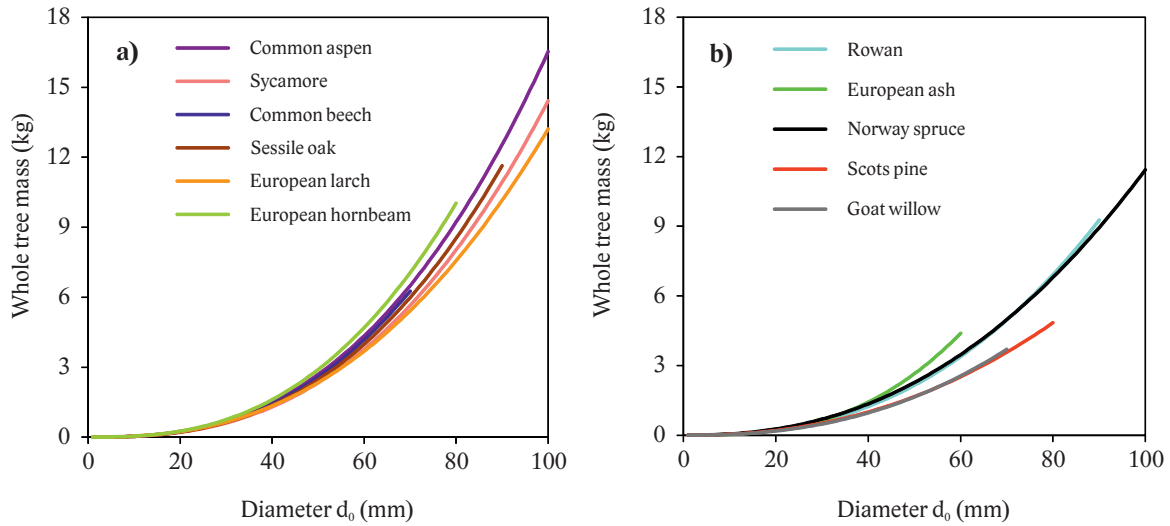 a)
Common aspen
Sycamore
Common beech
Sessile oak
European larch
European hornbeam
Whole tree mass (kg)
18
15
12
9
6
3
0
0 20 40 60 80 100
Diameter d₀ (mm)
b)
Rowan
European ash
Norway spruce
Scots pine
Goat willow
Whole tree mass (kg)
18
15
12
9
6
3
0
0 20 40 60 80 100
Diameter d₀ (mm)